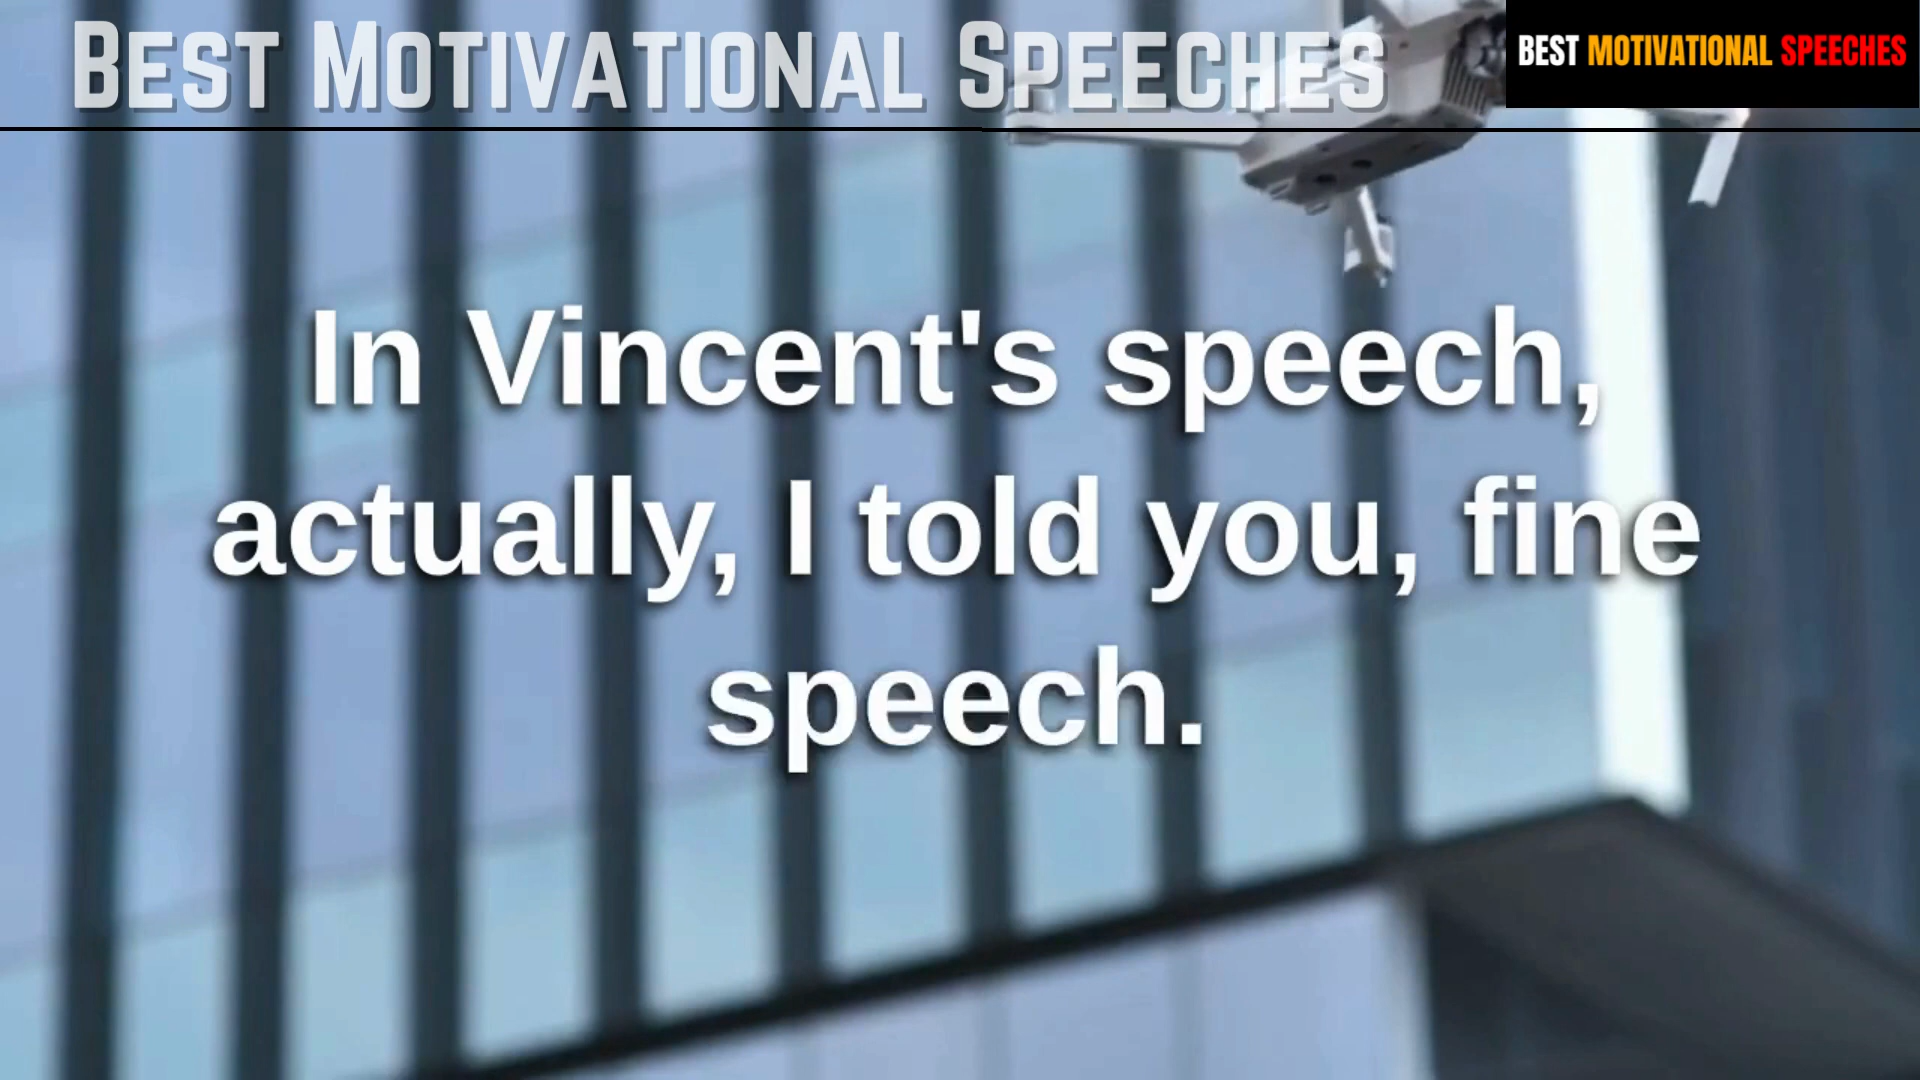 Best Motivational Speeches
BEST MOTIVATIONAL SPEECHES
In Vincent's speech,
actually, I told you, fine
speech.